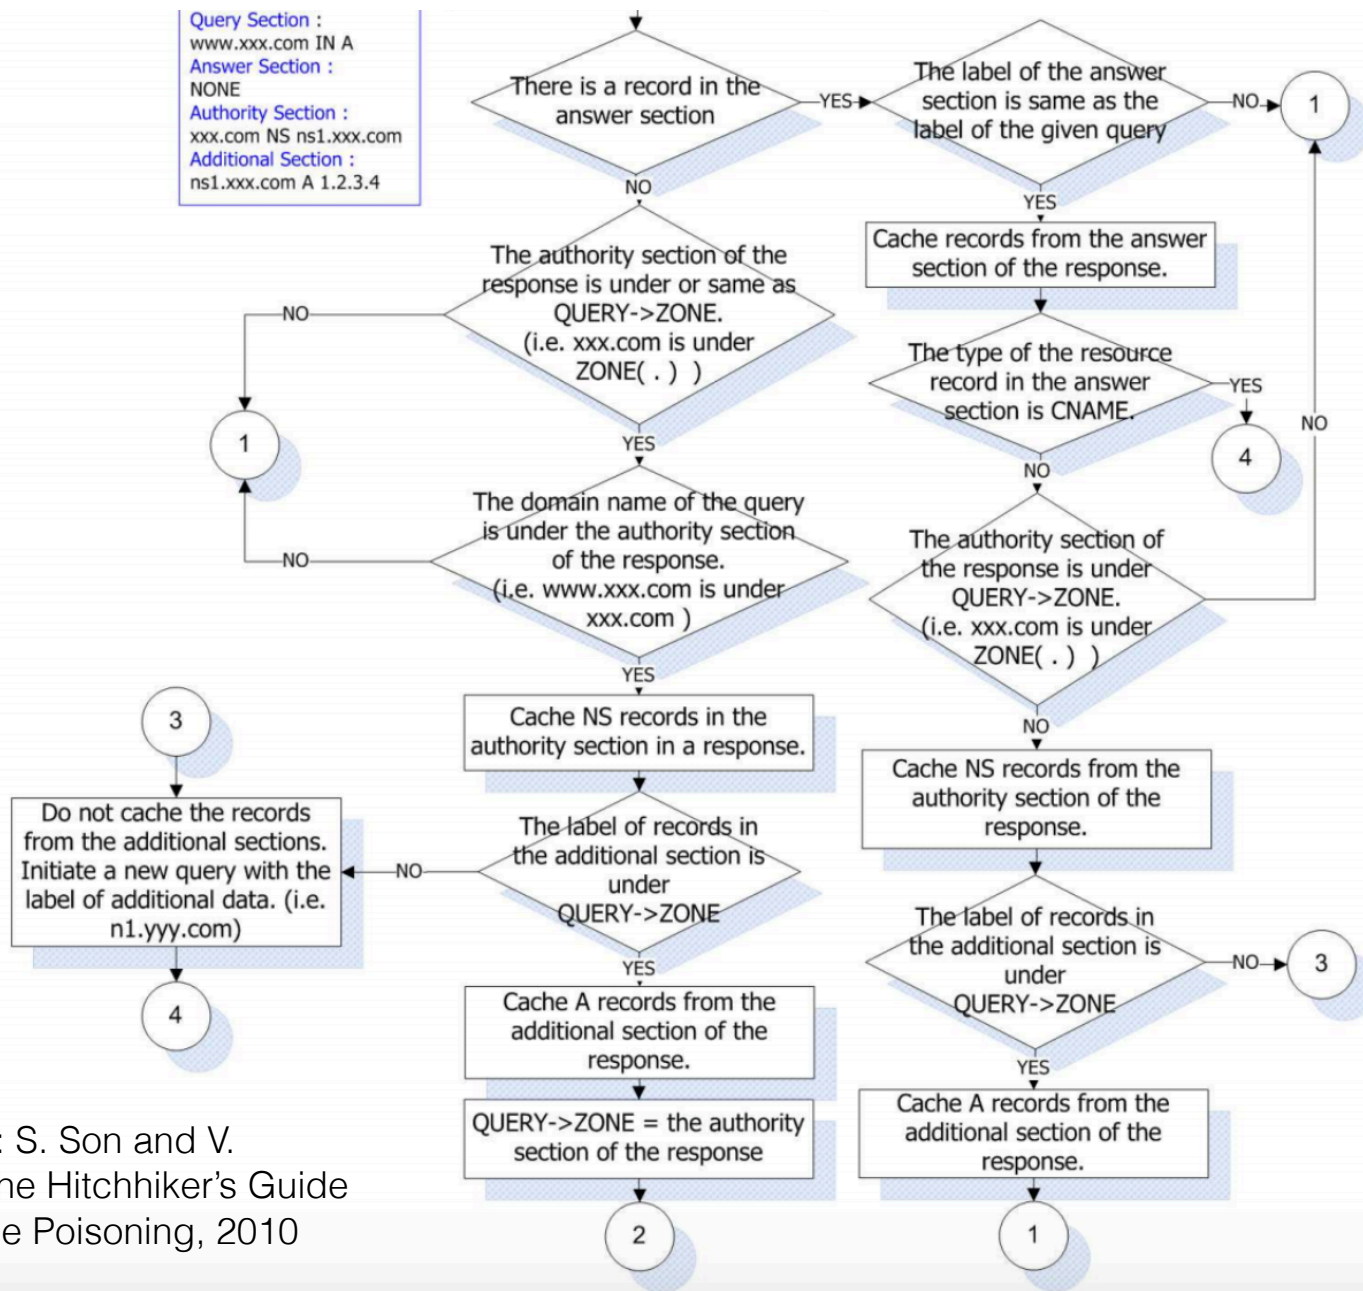 Query Section :
www.xxx.com IN A
Answer Section :
NONE
Authority Section :
xxx.com NS ns1.xxx.com
Additional Section :
ns1.xxx.com A 1.2.3.4
There is a record in the
answer section
YES
The label of the answer
section is same as the
label of the given query
NO
1
NO
YES
Cache records from the answer
section of the response.
The authority section of the
response is under or same as
QUERY->ZONE.
(i.e. xxx.com is under
ZONE( . ) )
NO
1
YES
The type of the resource
record in the answer
section is CNAME.
YES
4
NO
NO
The domain name of the query
is under the authority section
of the response.
(i.e. www.xxx.com is under
xxx.com )
NO
YES
The authority section of
the response is under
QUERY->ZONE.
(i.e. xxx.com is under
ZONE( . ) )
NO
Cache NS records in the
authority section in a response.
Cache NS records from the
authority section of the
response.
3
Do not cache the records
from the additional sections.
Initiate a new query with the
label of additional data. (i.e.
n1.yyy.com)
4
The label of records in
the additional section is
under
QUERY->ZONE
NO
YES
The label of records in
the additional section is
under
QUERY->ZONE
NO
3
YES
Cache A records from the
additional section of the
response.
QUERY->ZONE = the authority
section of the response
2
Cache A records from the
additional section of the
response.
1
: S. Son and V.
ne Hitchhiker's Guide
e Poisoning, 2010